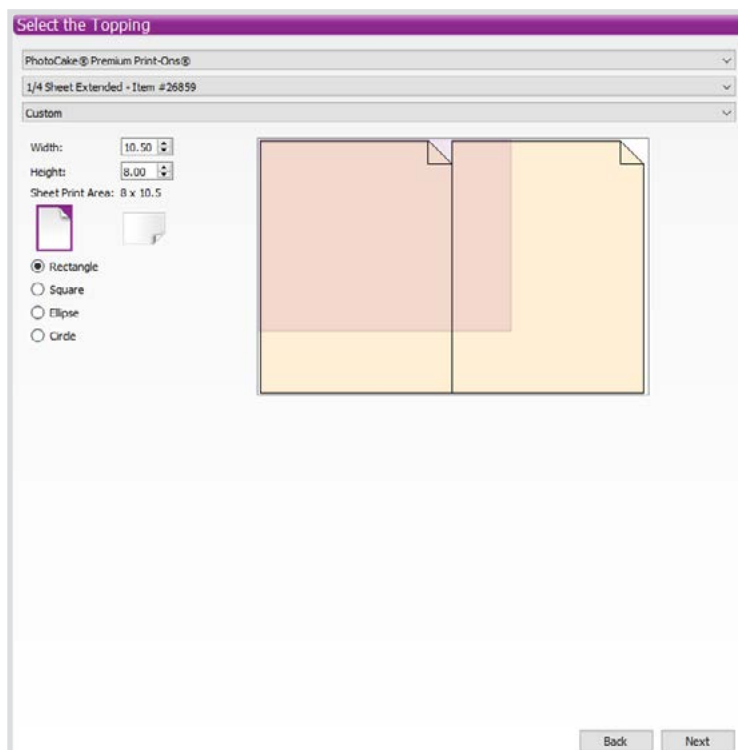 Select the Topping
PhotoCake® Premium Print-Ons®
1/4 Sheet Extended - Item #26859
Custom
Width: 10.50
Height: 8.00
Sheet Print Area: 8 x 10.5
Rectangle
Square
Ellipse
Circle
Back Next